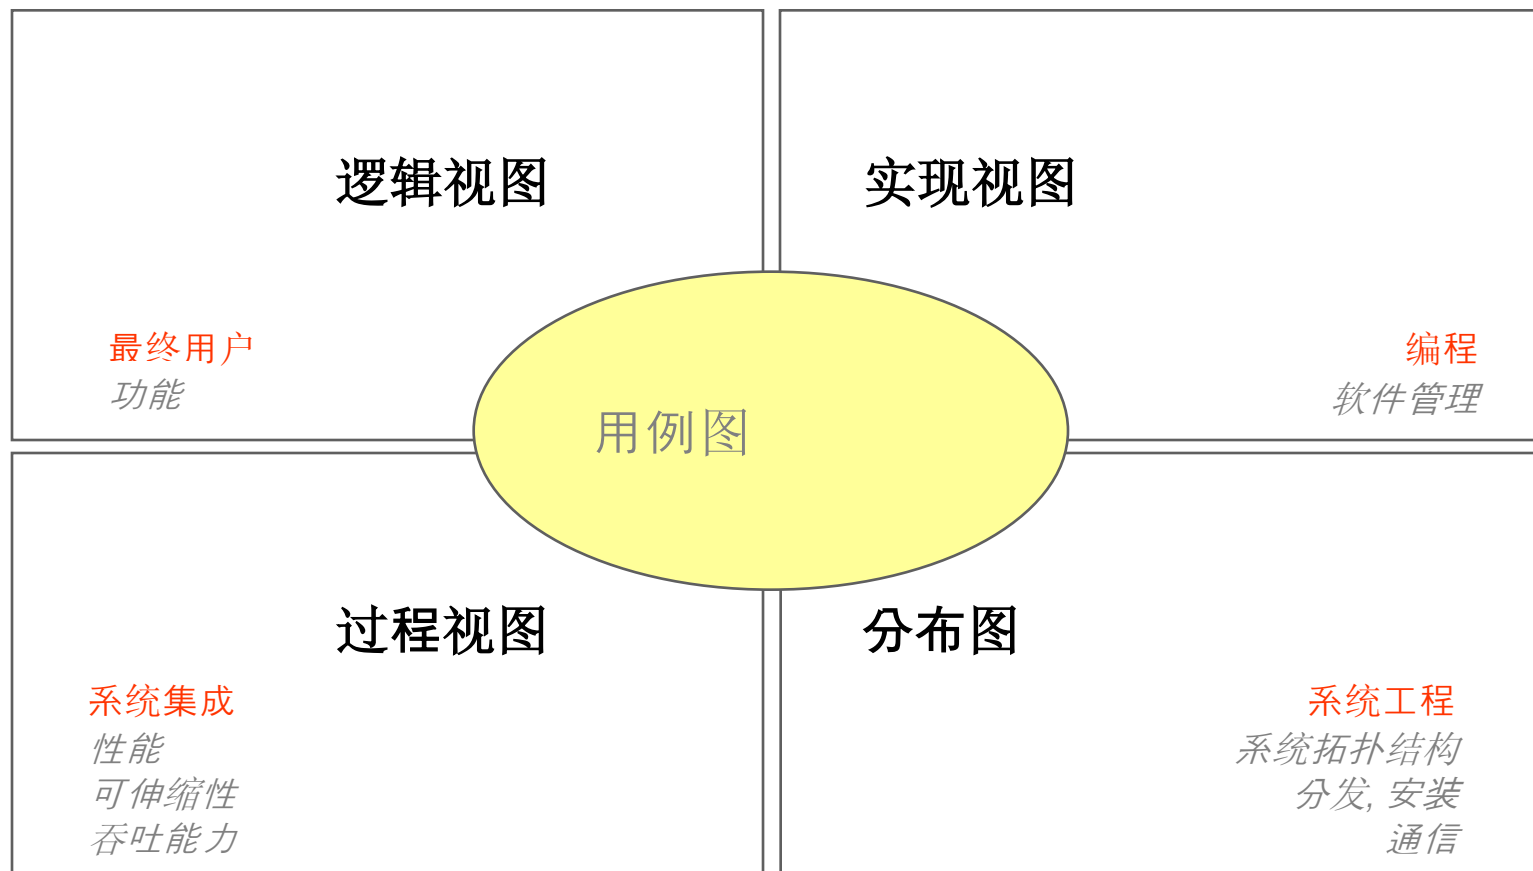 逻辑视图
最终用户
功能
实现视图
编程
软件管理
用例图
过程视图
系统集成
性能
可伸缩性
吞吐能力
分布图
系统工程
系统拓扑结构
分发, 安装
通信